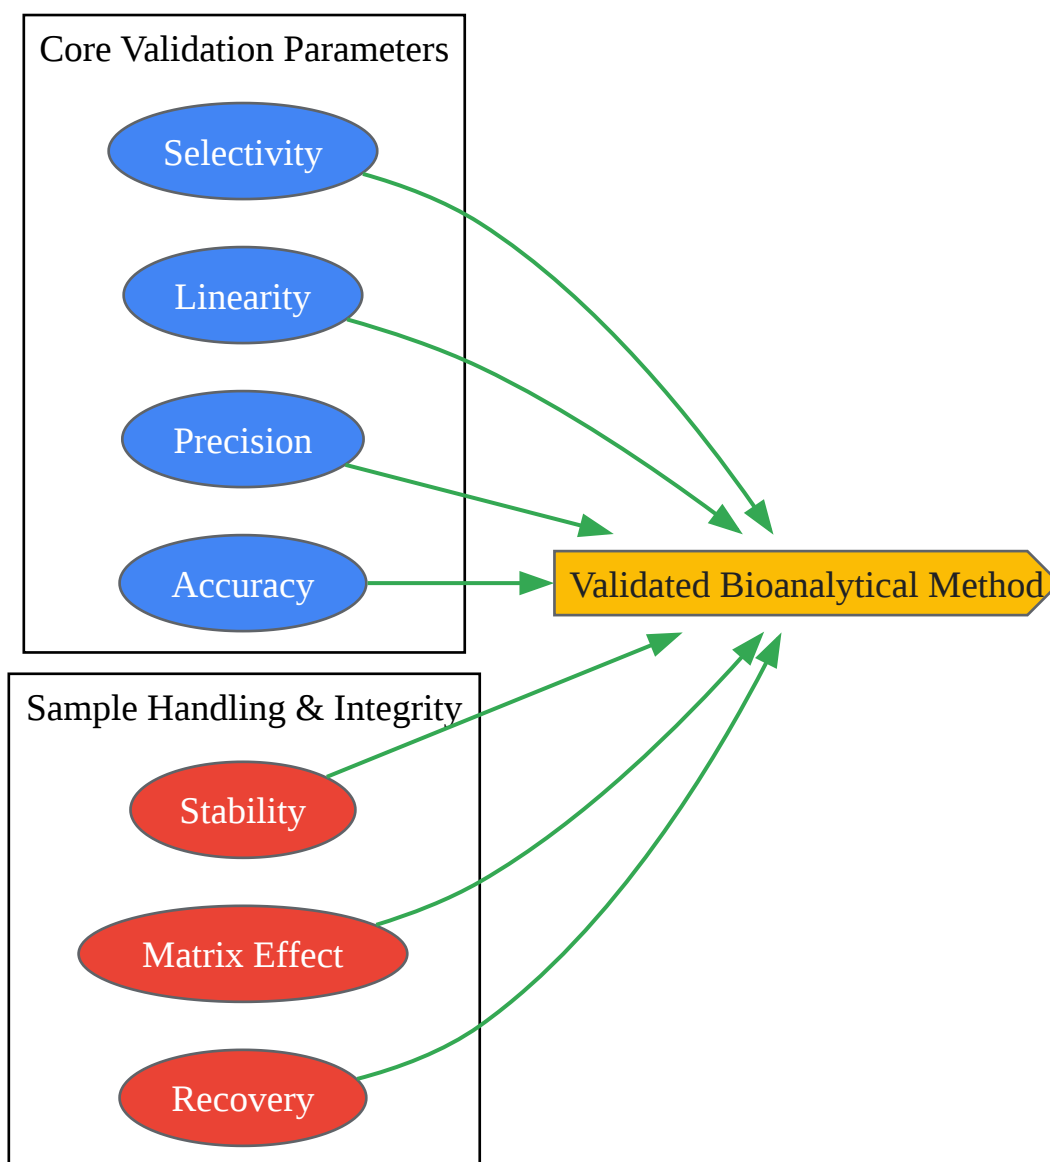 Core Validation Parameters
Selectivity
Linearity
Precision
Accuracy
Validated Bioanalytical Method
Sample Handling & Integrity
Stability
Matrix Effect
Recovery